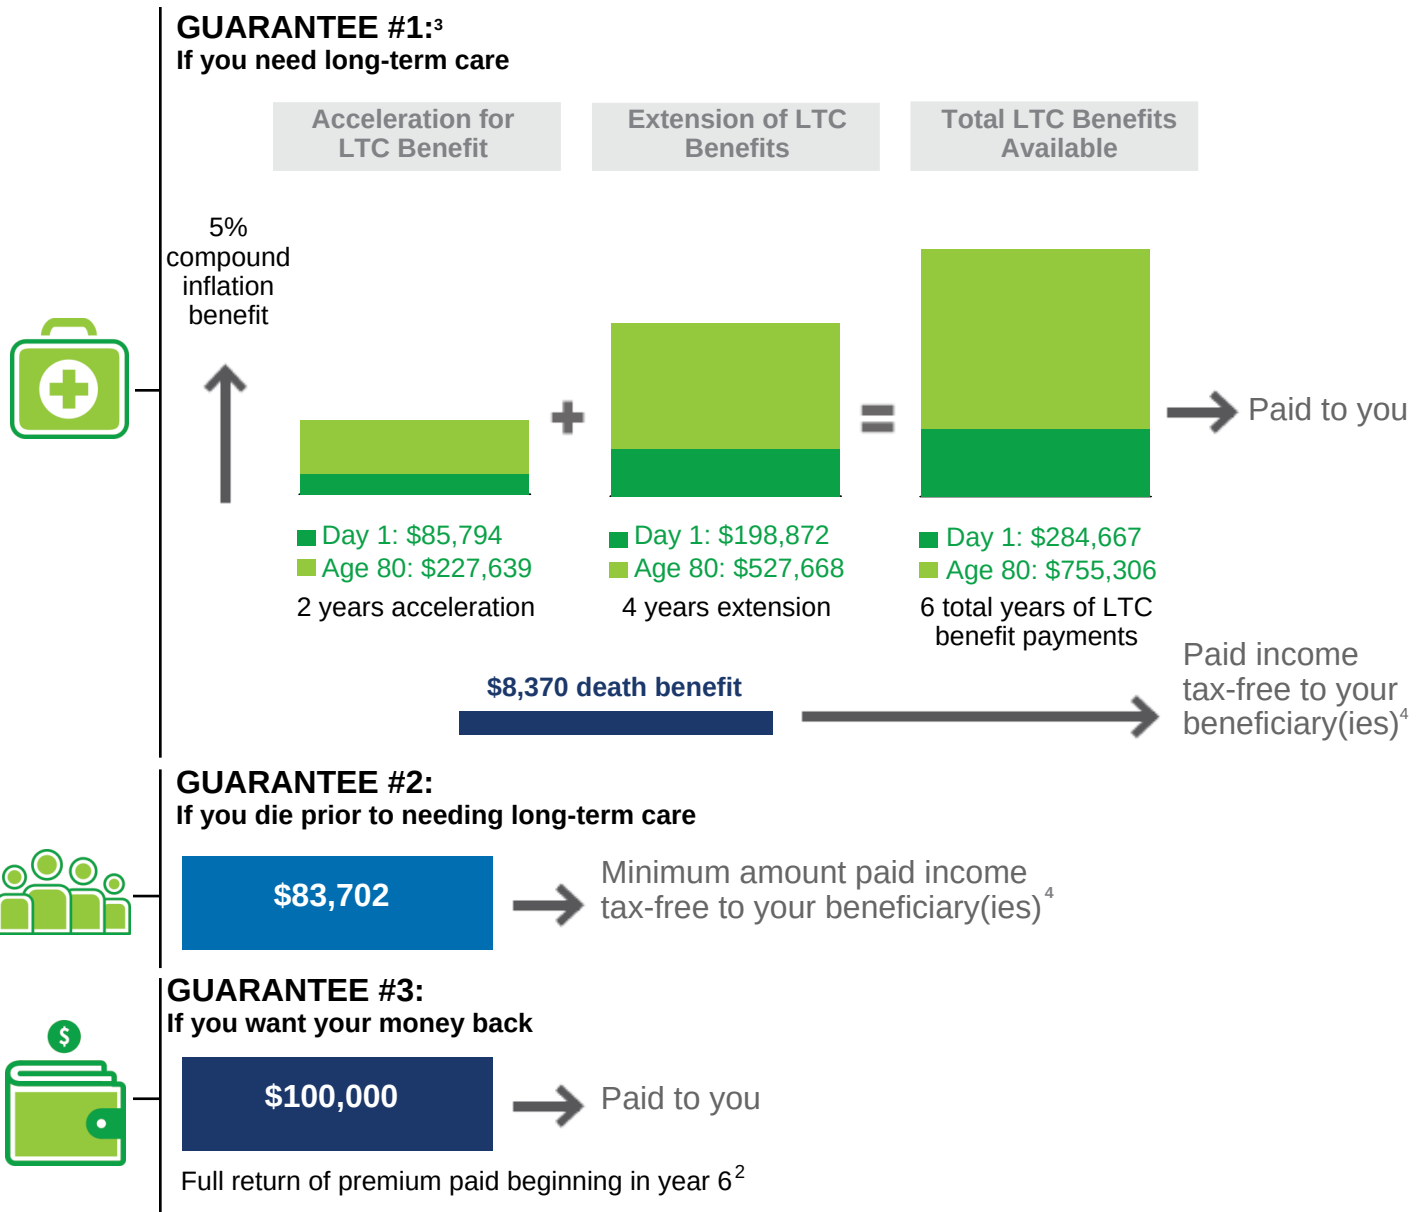 GUARANTEE #1:³
If you need long-term care
Acceleration for
LTC Benefit
Extension of LTC
Benefits
Total LTC Benefits
Available
5%
compound
inflation
benefit
Paid to you
Day 1: $85,794
Age 80: $227,639
2 years acceleration
Day 1: $198,872
Age 80: $527,668
4 years extension
Day 1: $284,667
Age 80: $755,306
6 total years of LTC
benefit payments
$8,370 death benefit
Paid income
tax-free to your
beneficiary(ies)⁴
GUARANTEE #2:
If you die prior to needing long-term care
$83,702
Minimum amount paid income
tax-free to your beneficiary(ies)⁴
GUARANTEE #3:
If you want your money back
$
$100,000
Paid to you
Full return of premium paid beginning in year 6²